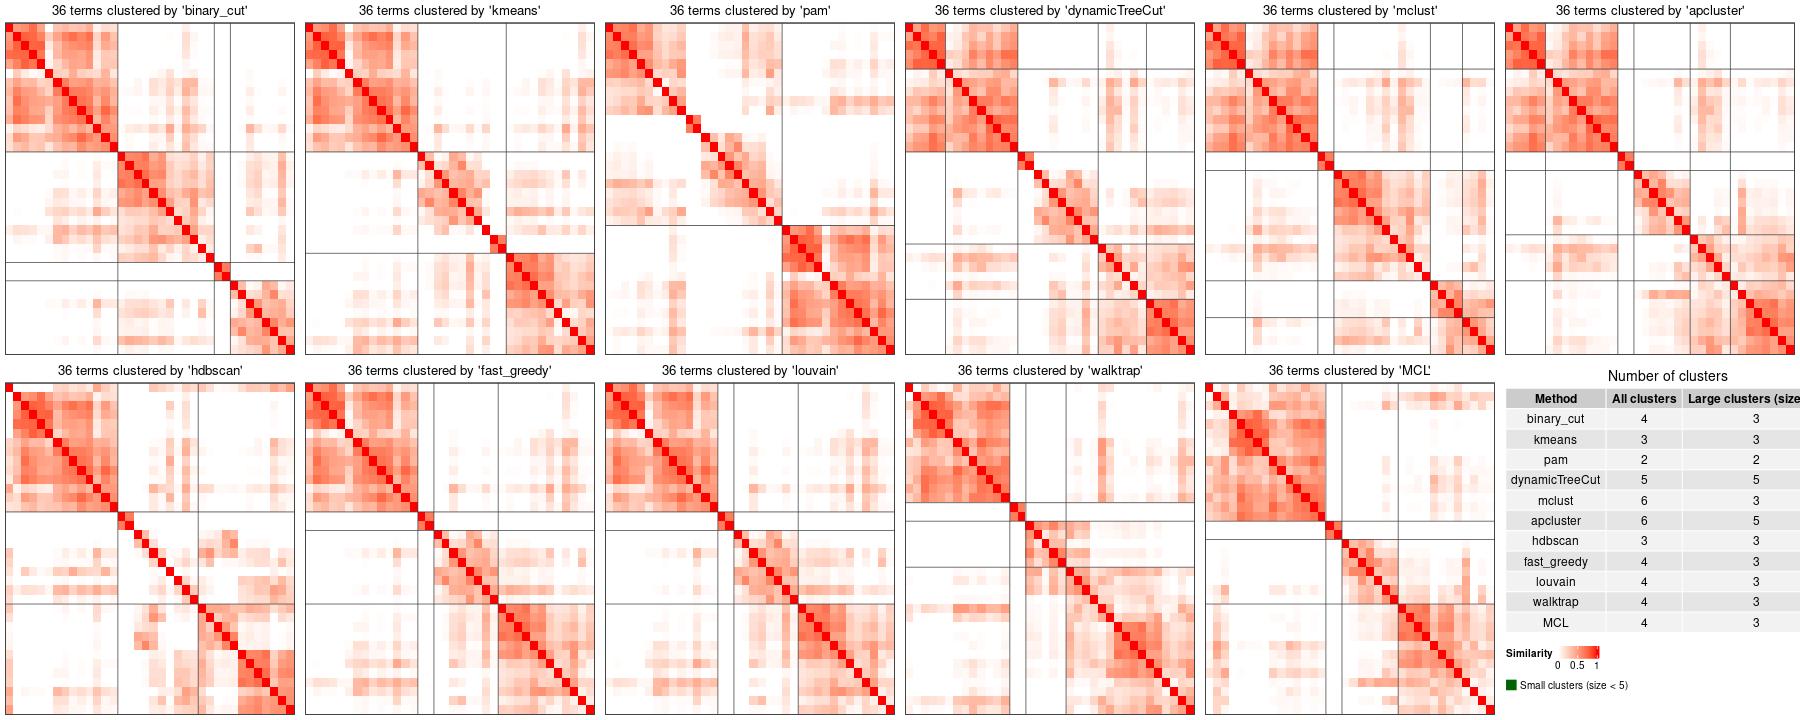 36 terms clustered by 'binary_cut'
36 terms clustered by 'kmeans'
36 terms clustered by 'pam'
36 terms clustered by 'dynamicTreeCut'
36 terms clustered by 'mclust'
36 terms clustered by 'apcluster'
36 terms clustered by 'hdbscan'
36 terms clustered by 'fast_greedy'
36 terms clustered by 'louvain'
36 terms clustered by 'walktrap'
36 terms clustered by 'MCL'
Number of clusters
Method All clusters Large clusters (size
binary_cut 4 3
kmeans 3 3
pam 2 2
dynamicTreeCut 5 5
mclust 6 3
apcluster 6 5
hdbscan 3 3
fast_greedy 4 3
louvain 4 3
walktrap 4 3
MCL 4 3
Similarity
0 0.5 1
Small clusters (size < 5)